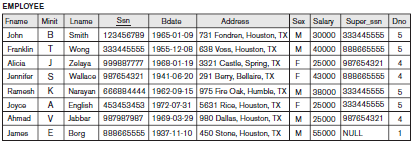 EMPLOYEE
Fname Minit Lname Ssn Bdate Address Sex Salary Super_ssn Dno
John B Smith 123456789 1965-01-09 731 Fondren, Houston, TX M 30000 333445555 5
Franklin T Wong 333445555 1955-12-08 638 Voss, Houston, TX M 40000 888665555 5
Alicia J Zelaya 999887777 1968-01-19 3321 Castle, Spring, TX F 25000 987654321 4
Jennifer S Wallace 987654321 1941-06-20 291 Berry, Bellaire, TX F 43000 888665555 4
Ramesh K Narayan 666884444 1962-09-15 975 Fire Oak, Humble, TX M 38000 333445555 5
Joyce A English 453453453 1972-07-31 5631 Rice, Houston, TX F 25000 333445555 5
Ahmad V Jabbar 987987987 1969-03-29 980 Dallas, Houston, TX M 25000 987654321 4
James E Borg 888665555 1937-11-10 450 Stone, Houston, TX M 55000 NULL 1